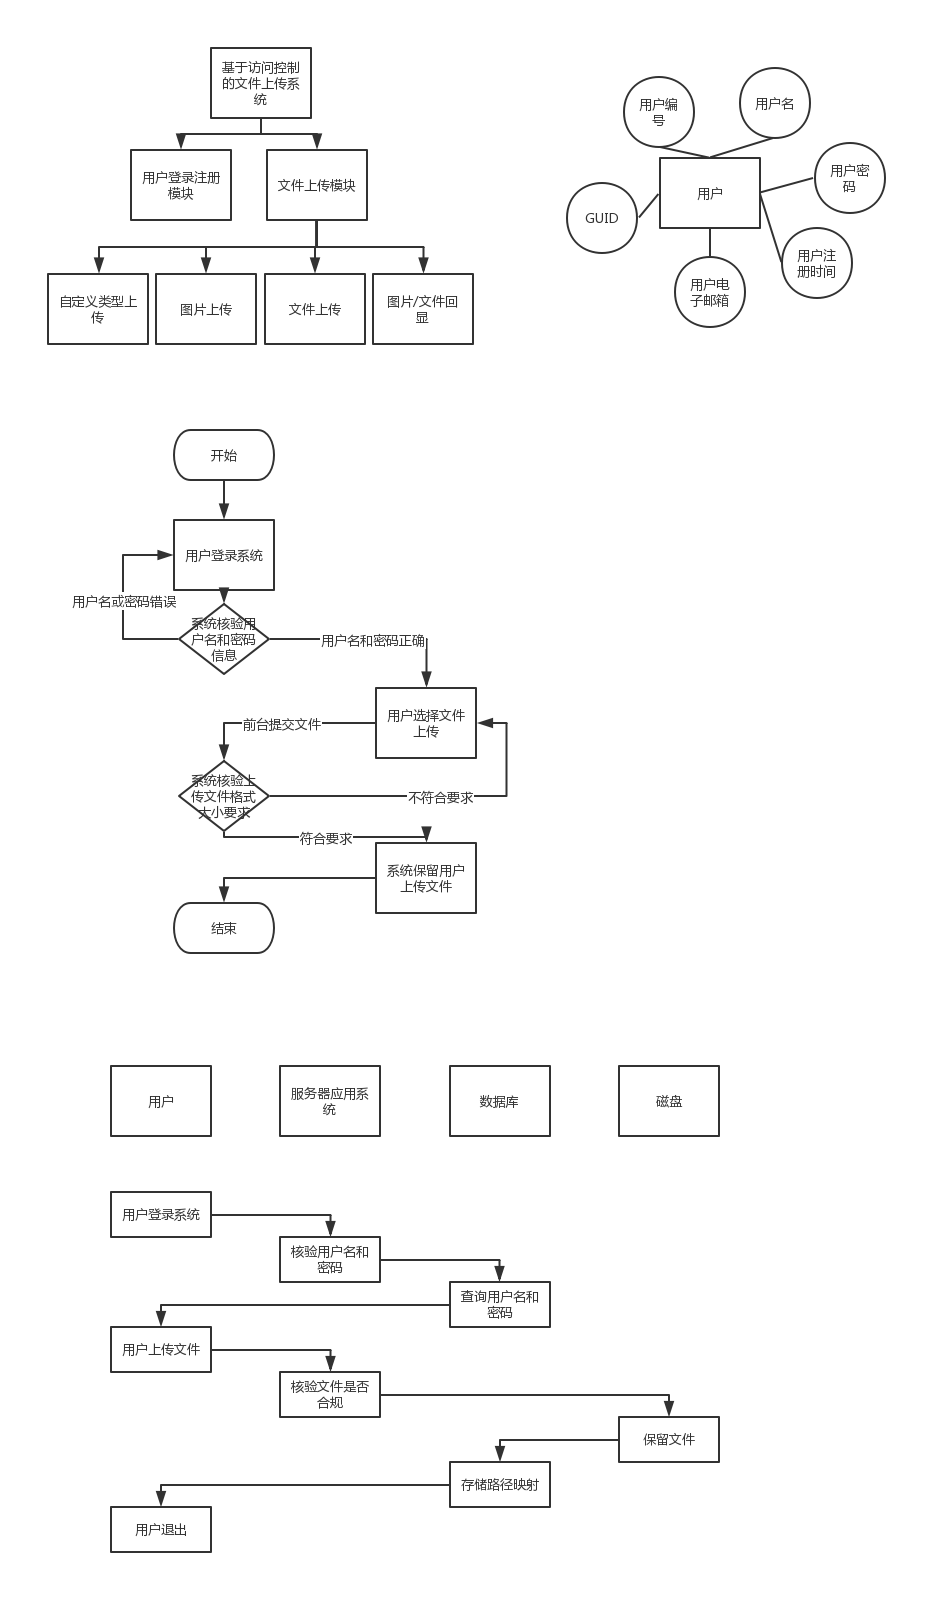 基于访问控制
的文件上传系
统
用户登录注册
模块
文件上传模块
自定义类型上
传
图片上传
文件上传
图片/文件回
显
用户编
号
用户名
用户密
码
GUID
用户
用户注
册时间
用户电
子邮箱
开始
用户登录系统
用户名或密码错误
系统核验用
户名和密码
信息
用户名和密码正确
用户选择文件
上传
前台提交文件
系统核验上
传文件格式
大小要求
不符合要求
符合要求
系统保留用户
上传文件
结束
用户
服务器应用系
统
数据库
磁盘
用户登录系统
核验用户名和
密码
查询用户名和
密码
用户上传文件
核验文件是否
合规
保留文件
存储路径映射
用户退出